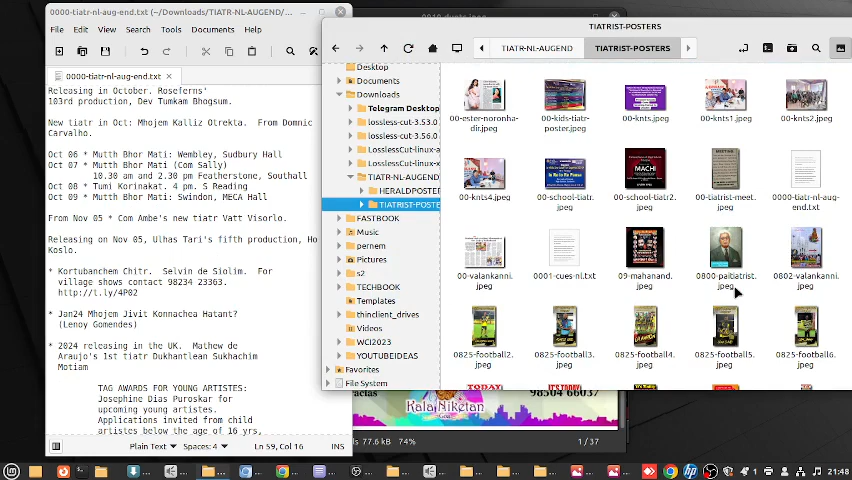 0000-tiatr-nl-aug-end.txt (~/Downloads/TIATR-NL-AUGEND/...
File Edit View Search Tools Documents Help
0000-tiatr-nl-aug-end.txt
Releasing in October. Roseferns'
103rd production, Dev Tumkam Bhogsum.
New tiatr in Oct: Mhojem Kalliz Otrekta. From Domnic
Carvalho.
Oct 06 * Mutth Bhor Mati: Wembley, Sudbury Hall
Oct 07 * Mutth Bhor Mati (Com Sally)
10.30 am and 2.30 pm Featherstone, Southall
Oct 08 * Tumi Korinakat. 4 pm. S Reading
Oct 09 * Mutth Bhor Mati: Swindon, MECA Hall
From Nov 05 * Com Ambe's new tiatr Vatt Visorlo.
Releasing on Nov 05, Ulhas Tari's fifth production, Ho
Koslo.
* Kortubanchem Chitr. Selvin de Siolim. For
village shows contact 98234 23363.
http://t.ly/4P02
* Jan24 Mhojem Jivit Konnachea Hatant?
(Lenoy Gomendes)
* 2024 releasing in the UK. Mathew de
Araujo's 1st tiatr Dukhantlean Sukhachim
Motiam
TAG AWARDS FOR YOUNG ARTISTES:
Josephine Dias Puroskar for
upcoming young artistes.
Applications invited from child
artistes below the age of 16 yrs,
Plain Text Spaces: 4 Ln 59, Col 16 INS
TIATRIST-POSTERS
TIATR-NL-AUGEND TIATRIST-POSTERS
Desktop
Documents
Downloads
Telegram Desktop
lossless-cut-3.53.0
lossless-cut-3.56.0
LosslessCut-linux-a
LosslessCut-linux-x
TIATR-NL-AUGEND
HERALDPOSTER
TIATRIST-POSTE
FASTBOOK
Music
pernem
Pictures
s2
TECHBOOK
Templates
thinclient_drives
Videos
WCI2023
YOUTUBEIDEAS
Favorites
File System
00-ester-noronha-dir.jpeg
00-kids-tiatr-poster.jpeg
00-knts.jpeg
00-knts1.jpeg
00-knts2.jpeg
00-knts4.jpeg
00-school-tiatr.jpeg
00-school-tiatr2.jpeg
00-tiatrist-meet.jpeg
0000-tiatr-nl-aug-end.txt
00-valankanni.jpeg
0001-cues-nl.txt
09-mahanand.jpeg
0800-paitiatrist.jpeg
0802-valankanni.jpeg
0825-football2.jpeg
0825-football3.jpeg
0825-football4.jpeg
0825-football5.jpeg
0825-football6.jpeg
MACHI
Kala Niketan
98504 66037
77.6 kB 74% 1 / 37
21:48